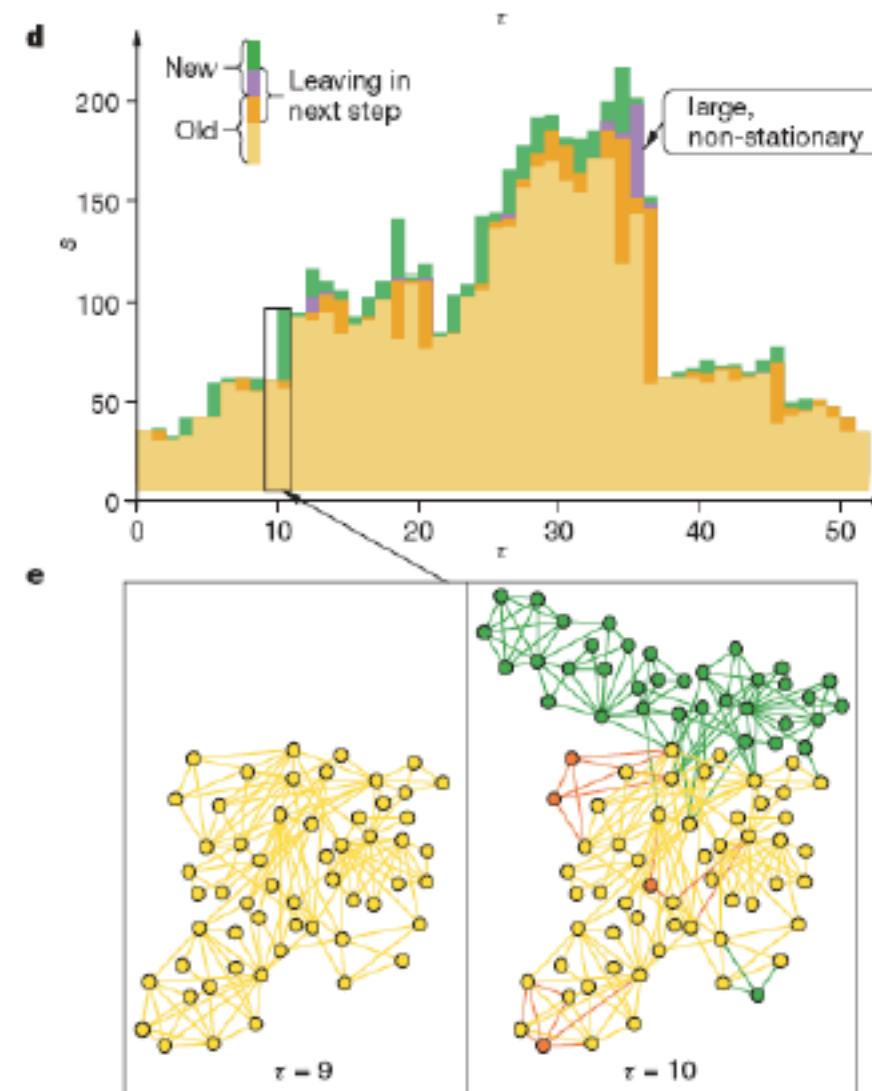 τ
d
New
Leaving in
next step
Old
large,
non-stationary
200
150
s
100
50
0
0 10 20 30 40 50
τ
e
τ = 9
τ = 10